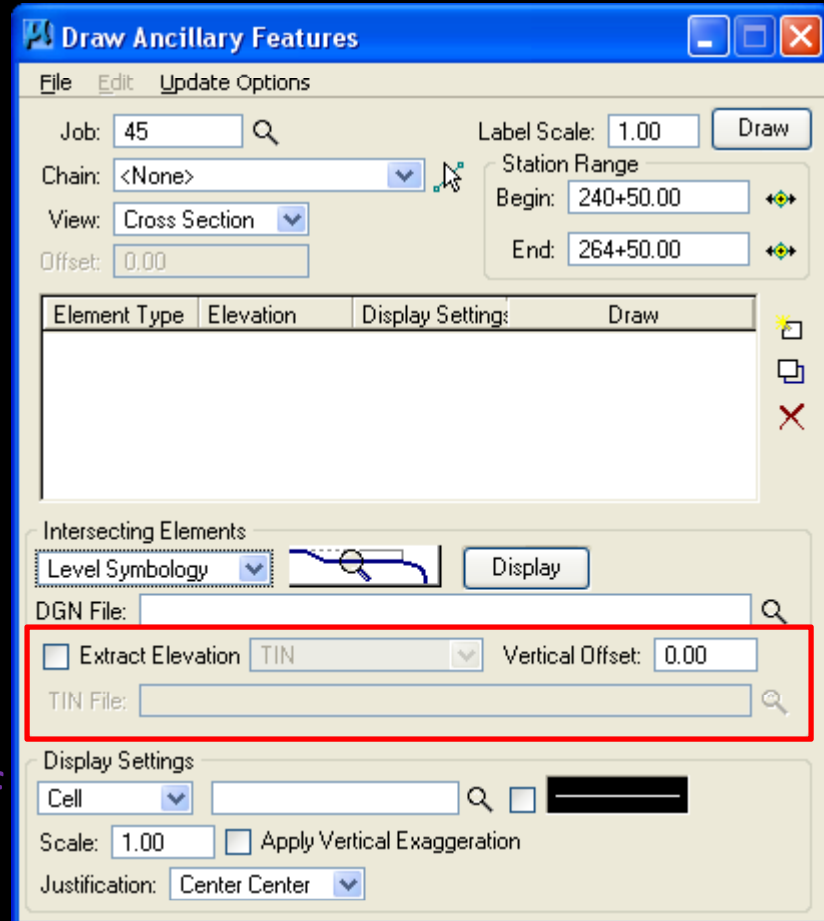 Draw Ancillary Features
File Edit Update Options
Job: 45 Label Scale: 1.00 Draw
Chain: <None> Station Range
Begin: 240+50.00
View: Cross Section
End: 264+50.00
Offset: 0.00
Element Type Elevation Display Settings Draw
Intersecting Elements
Level Symbology Display
DGN File:
Extract Elevation TIN Vertical Offset: 0.00
TIN File:
Display Settings
Cell
Scale: 1.00 Apply Vertical Exaggeration
Justification: Center Center